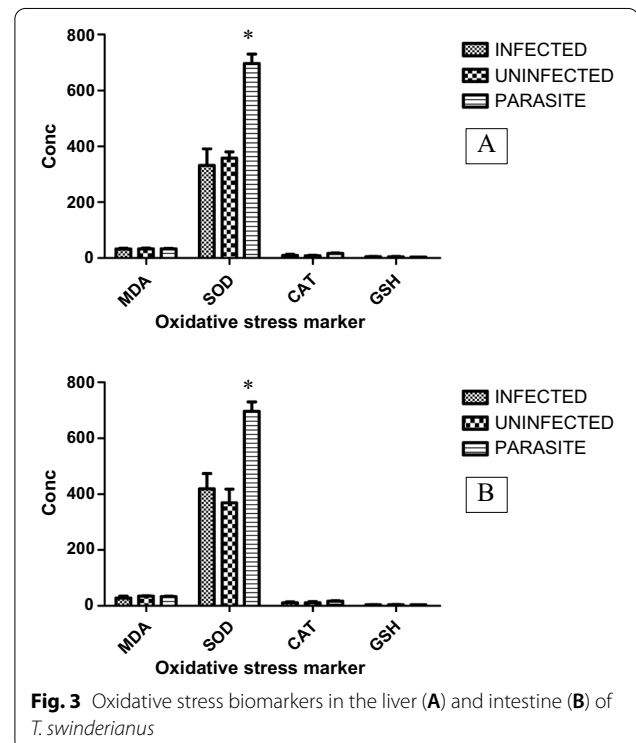 *
800
600
400
200
0
Conc
MDA
SOD
CAT
GSH
Oxidative stress marker
INFECTED
UNINFECTED
PARASITE
A
*
800
600
400
200
0
Conc
MDA
SOD
CAT
GSH
Oxidative stress marker
INFECTED
UNINFECTED
PARASITE
B
Fig. 3 Oxidative stress biomarkers in the liver (A) and intestine (B) of
T. swinderianus